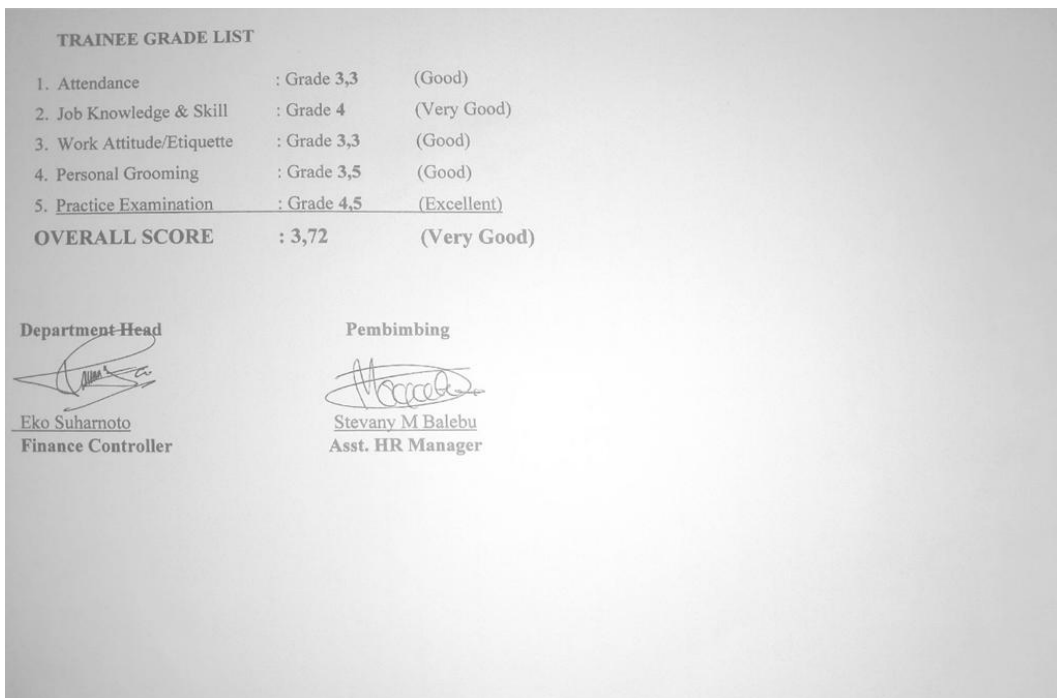 TRAINEE GRADE LIST
1. Attendance : Grade 3,3 (Good)
2. Job Knowledge & Skill : Grade 4 (Very Good)
3. Work Attitude/Etiquette : Grade 3,3 (Good)
4. Personal Grooming : Grade 3,5 (Good)
5. Practice Examination : Grade 4,5 (Excellent)
OVERALL SCORE : 3,72 (Very Good)
Department Head Pembimbing
Eko Suharnoto Stevany M Balebu
Finance Controller Asst. HR Manager